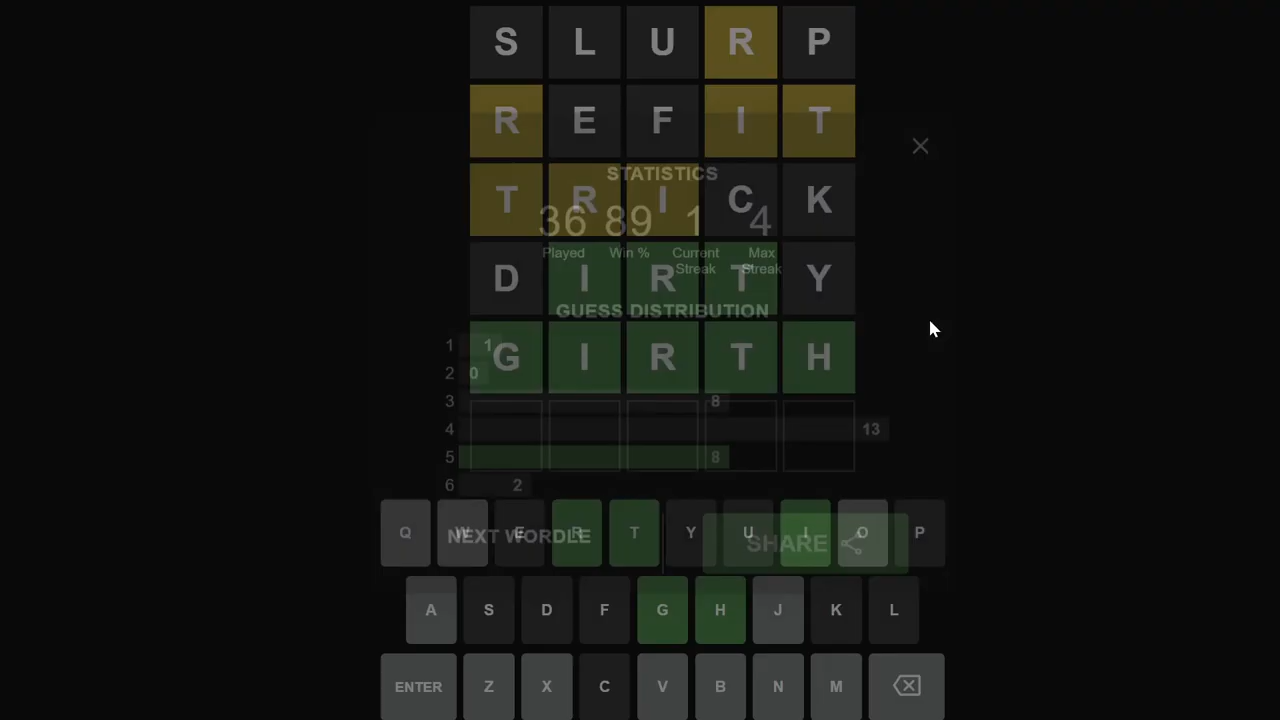 S L U R P
R E F I T
T R I C K
D I R T Y
G I R T H
STATISTICS
36 89 1 4
Played Win % Current Streak Max Streak
GUESS DISTRIBUTION
1 1
2 0
3 8
4 13
5 8
6 2
NEXT WORDLE
SHARE
Q W E R T Y U I O P
A S D F G H J K L
ENTER Z X C V B N M